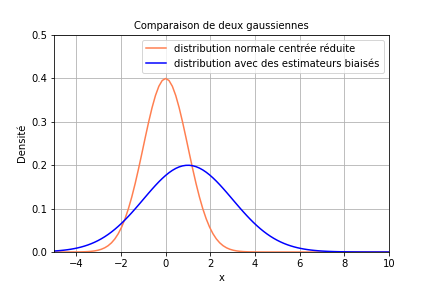 Comparaison de deux gaussiennes
distribution normale centrée réduite
distribution avec des estimateurs biaisés
Densité
0.5
0.4
0.3
0.2
0.1
0.0
−4 −2 0 2 4 6 8 10
x